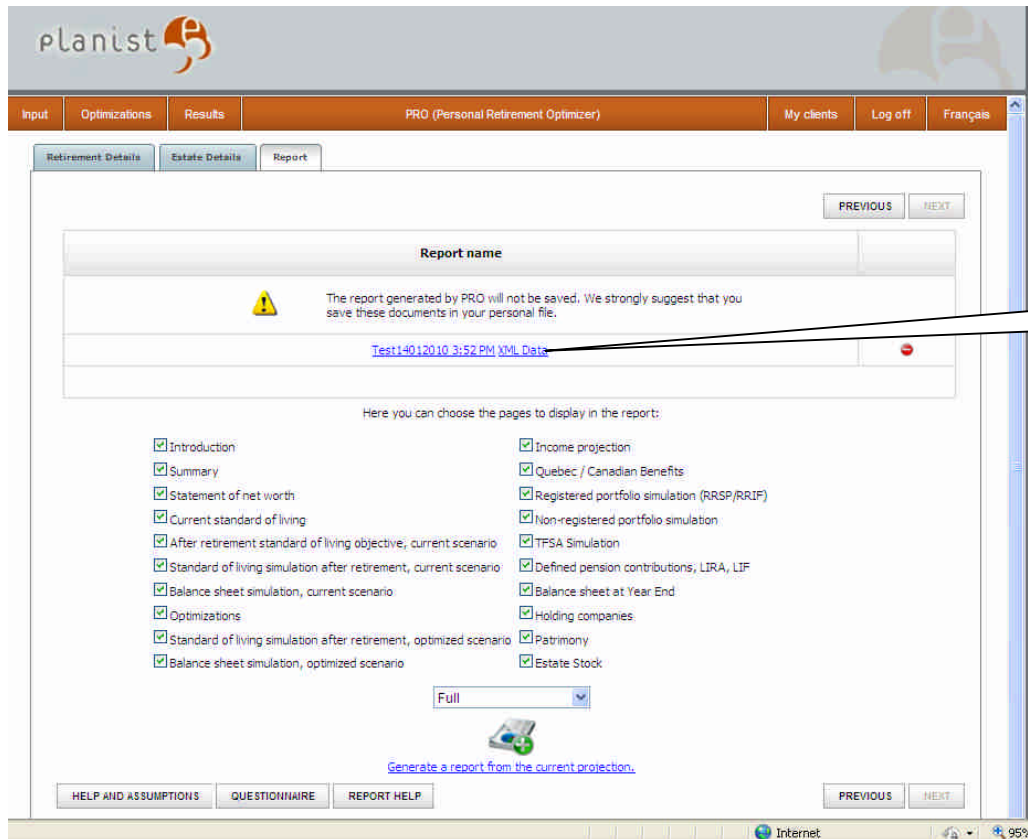 planist
Input Optimizations Results PRO (Personal Retirement Optimizer) My clients Log off Français
Retirement Details Estate Details Report
PREVIOUS NEXT
Report name
The report generated by PRO will not be saved. We strongly suggest that you
save these documents in your personal file.
Test14012010 3:52 PM XML Data
Here you can choose the pages to display in the report:
Introduction Income projection
Summary Quebec / Canadian Benefits
Statement of net worth Registered portfolio simulation (RRSP/RRIF)
Current standard of living Non-registered portfolio simulation
After retirement standard of living objective, current scenario TFSA Simulation
Standard of living simulation after retirement, current scenario Defined pension contributions, LIRA, LIF
Balance sheet simulation, current scenario Balance sheet at Year End
Optimizations Holding companies
Standard of living simulation after retirement, optimized scenario Patrimony
Balance sheet simulation, optimized scenario Estate Stock
Full
Generate a report from the current projection.
HELP AND ASSUMPTIONS QUESTIONNAIRE REPORT HELP PREVIOUS NEXT
Internet 95%